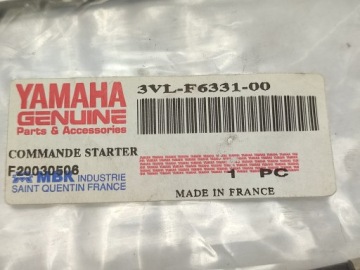 YAMAHA
GENUINE
Parts & Accessories
3VL-F6331-00
COMMANDE STARTER
F20030506
MBK INDUSTRIE
SAINT QUENTIN FRANCE
1 PC
MADE IN FRANCE